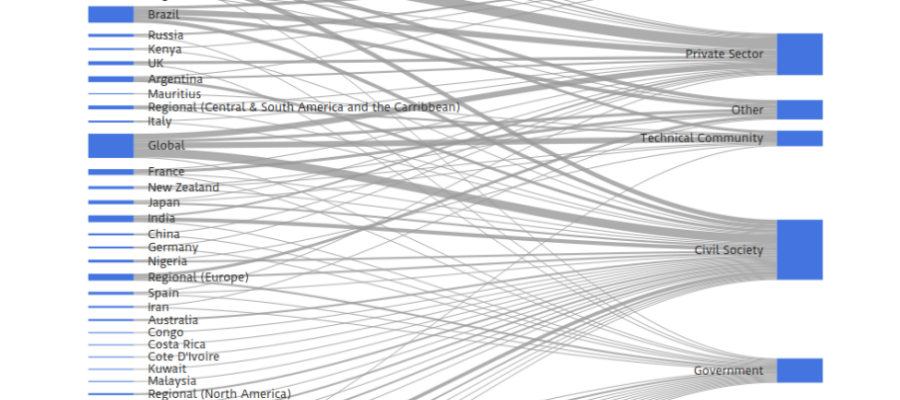 Brazil
Private Sector
Russia
Kenya
UK
Argentina
Mauritius
Regional (Central & South America and the Carribbean)
Other
Italy
Technical Community
Global
France
New Zealand
Japan
India
China
Germany
Civil Society
Nigeria
Regional (Europe)
Spain
Iran
Australia
Congo
Costa Rica
Cote D'Ivoire
Kuwait
Government
Malaysia
Regional (North America)